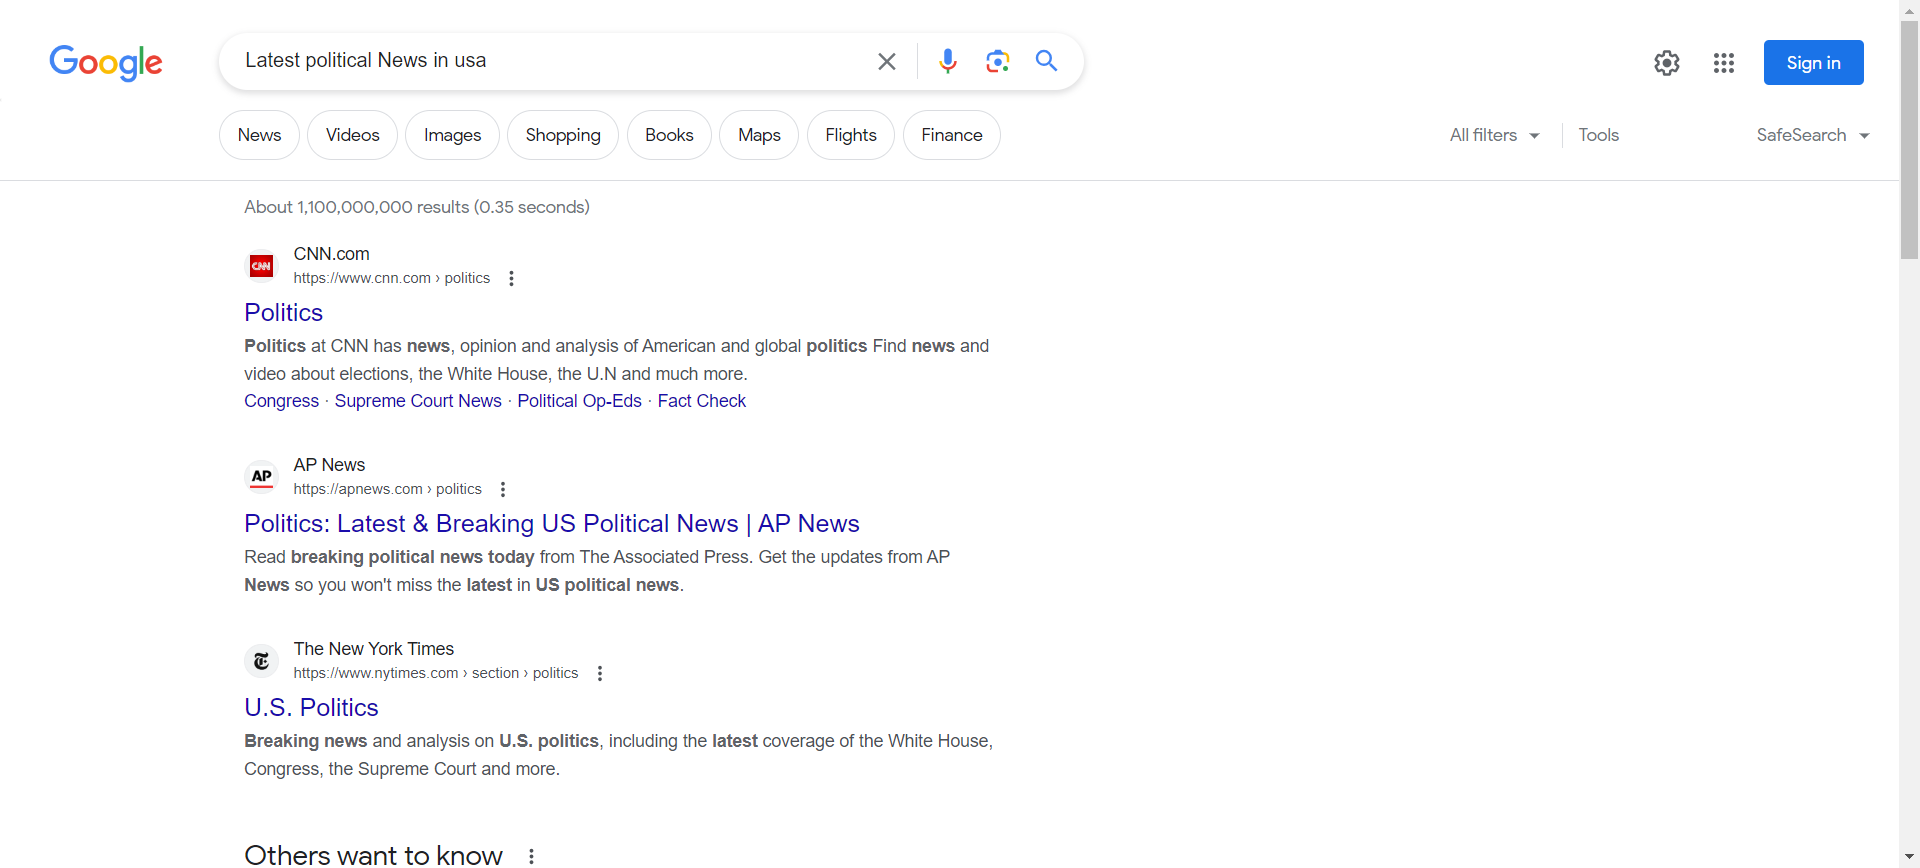 Google
Latest political News in usa
Sign in
News Videos Images Shopping Books Maps Flights Finance All filters Tools SafeSearch
About 1,100,000,000 results (0.35 seconds)
CNN
CNN.com
https://www.cnn.com › politics
Politics
Politics at CNN has news, opinion and analysis of American and global politics Find news and
video about elections, the White House, the U.N and much more.
Congress · Supreme Court News · Political Op-Eds · Fact Check
AP
AP News
https://apnews.com › politics
Politics: Latest & Breaking US Political News | AP News
Read breaking political news today from The Associated Press. Get the updates from AP
News so you won't miss the latest in US political news.
T
The New York Times
https://www.nytimes.com › section › politics
U.S. Politics
Breaking news and analysis on U.S. politics, including the latest coverage of the White House,
Congress, the Supreme Court and more.
Others want to know